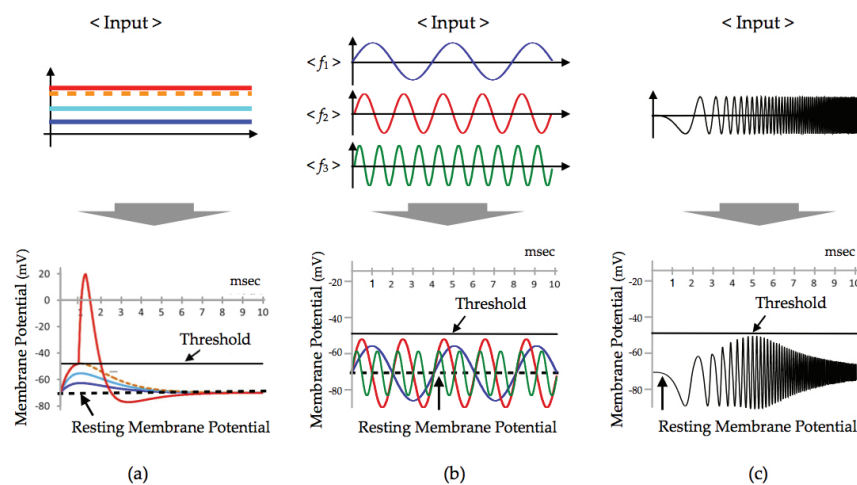 < Input >
< Input >
< Input >
< f1 >
< f2 >
< f3 >
Membrane Potential (mV)
20
0
-20
-40
-60
-80
msec
1 2 3 4 5 6 7 8 9 10
Threshold
Resting Membrane Potential
(a)
Membrane Potential (mV)
-20
-40
-60
-80
msec
1 2 3 4 5 6 7 8 9 10
Threshold
Resting Membrane Potential
(b)
Membrane Potential (mV)
-20
-40
-60
-80
msec
1 2 3 4 5 6 7 8 9 10
Threshold
Resting Membrane Potential
(c)